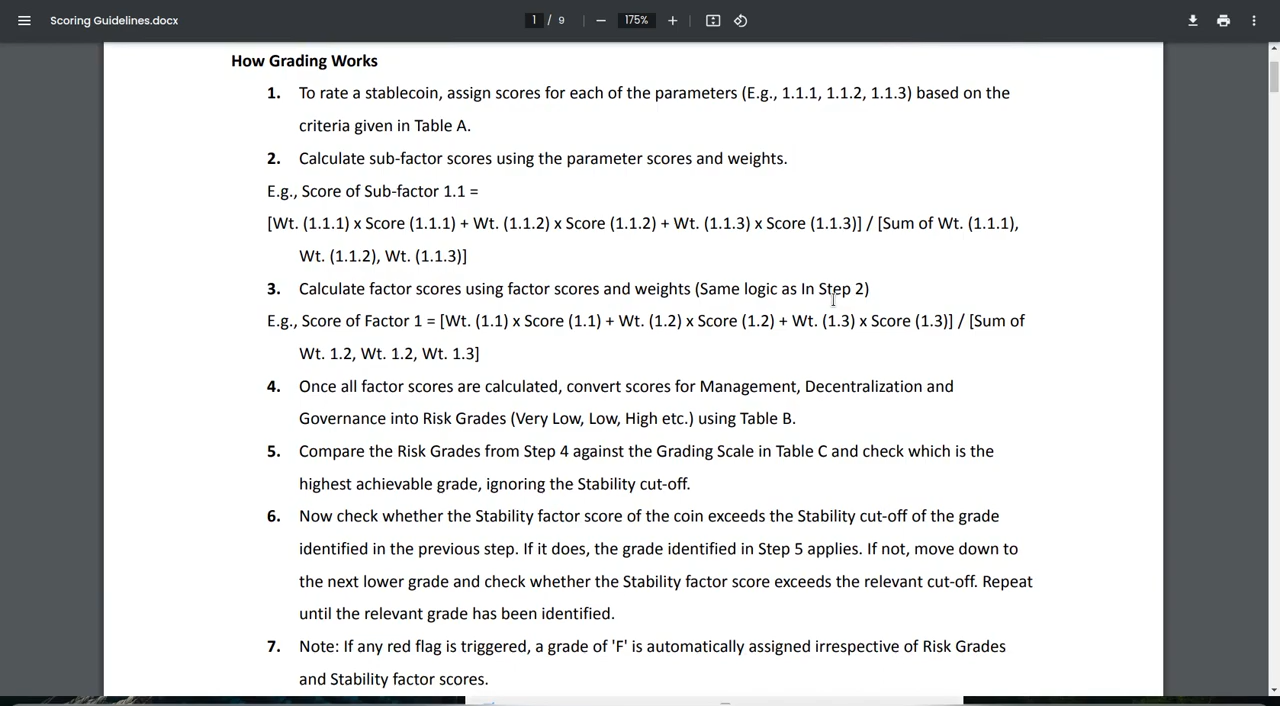 Scoring Guidelines.docx
1 / 9
175%
How Grading Works
1. To rate a stablecoin, assign scores for each of the parameters (E.g., 1.1.1, 1.1.2, 1.1.3) based on the
criteria given in Table A.
2. Calculate sub-factor scores using the parameter scores and weights.
E.g., Score of Sub-factor 1.1 =
[Wt. (1.1.1) x Score (1.1.1) + Wt. (1.1.2) x Score (1.1.2) + Wt. (1.1.3) x Score (1.1.3)] / [Sum of Wt. (1.1.1),
Wt. (1.1.2), Wt. (1.1.3)]
3. Calculate factor scores using factor scores and weights (Same logic as In Step 2)
E.g., Score of Factor 1 = [Wt. (1.1) x Score (1.1) + Wt. (1.2) x Score (1.2) + Wt. (1.3) x Score (1.3)] / [Sum of
Wt. 1.2, Wt. 1.2, Wt. 1.3]
4. Once all factor scores are calculated, convert scores for Management, Decentralization and
Governance into Risk Grades (Very Low, Low, High etc.) using Table B.
5. Compare the Risk Grades from Step 4 against the Grading Scale in Table C and check which is the
highest achievable grade, ignoring the Stability cut-off.
6. Now check whether the Stability factor score of the coin exceeds the Stability cut-off of the grade
identified in the previous step. If it does, the grade identified in Step 5 applies. If not, move down to
the next lower grade and check whether the Stability factor score exceeds the relevant cut-off. Repeat
until the relevant grade has been identified.
7. Note: If any red flag is triggered, a grade of 'F' is automatically assigned irrespective of Risk Grades
and Stability factor scores.